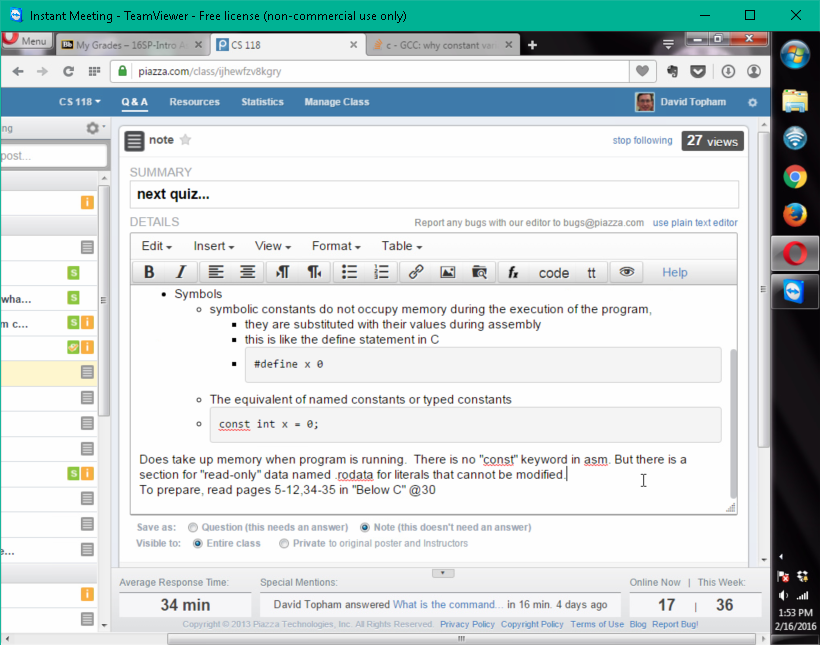 Instant Meeting - TeamViewer - Free license (non-commercial use only)
Menu
My Grades – 16SP-Intro A
CS 118
c - GCC: why constant vari
piazza.com/class/ijhewfzv8kgry
CS 118
Q & A
Resources
Statistics
Manage Class
David Topham
ng
post...
wha...
m c...
e...
note
stop following
27 views
SUMMARY
next quiz...
DETAILS
Report any bugs with our editor to bugs@piazza.com
use plain text editor
Edit
Insert
View
Format
Table
B I
fx code tt
Help
Symbols
symbolic constants do not occupy memory during the execution of the program,
they are substituted with their values during assembly
this is like the define statement in C
#define x 0
The equivalent of named constants or typed constants
const int x = 0;
Does take up memory when program is running. There is no "const" keyword in asm. But there is a
section for "read-only" data named .rodata for literals that cannot be modified.
To prepare, read pages 5-12,34-35 in "Below C" @30
Save as: Question (this needs an answer) Note (this doesn't need an answer)
Visible to: Entire class Private to original poster and Instructors
Average Response Time:
34 min
Special Mentions:
David Topham answered What is the command... in 16 min. 4 days ago
Online Now | This Week:
17 | 36
Copyright © 2013 Piazza Technologies, Inc. All Rights Reserved. Privacy Policy Copyright Policy Terms of Use Blog Report Bug!
1:53 PM
2/16/2016